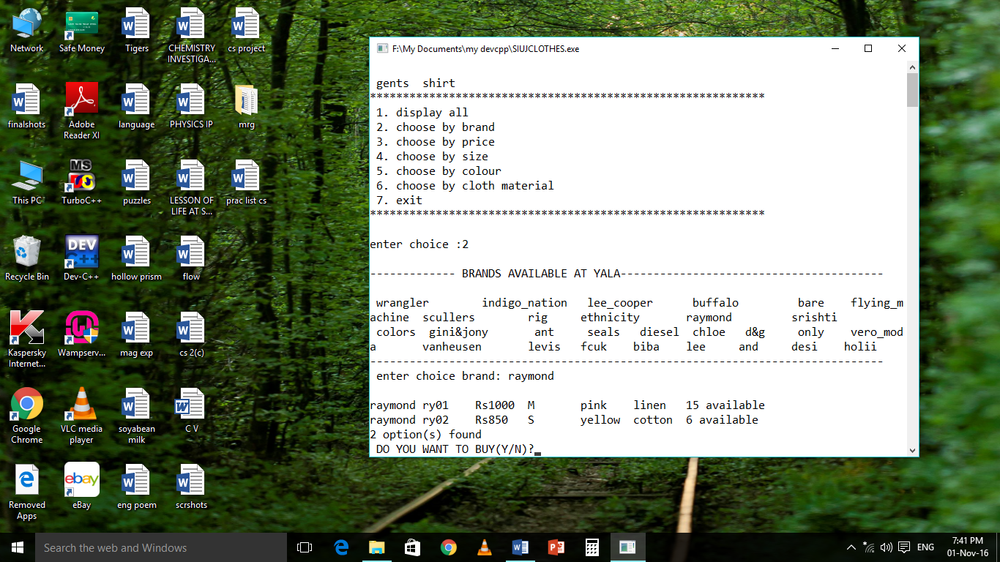 Network Safe Money Tigers CHEMISTRY INVESTIGA... cs project
finalshots Adobe Reader XI language PHYSICS IP mrg
This PC TurboC++ puzzles LESSON OF LIFE AT S... prac list cs
Recycle Bin Dev-C++ hollow prism flow
Kaspersky Internet... Wampserv... mag exp cs 2(c)
Google Chrome VLC media player soyabean milk C V
Removed Apps eBay eng poem scrshots
MS
DEV
C++
ebay
F:\My Documents\my devcpp\SIUJCLOTHES.exe
gents  shirt
************************************************************
1. display all
2. choose by brand
3. choose by price
4. choose by size
5. choose by colour
6. choose by cloth material
7. exit
************************************************************
enter choice :2
------------- BRANDS AVAILABLE AT YALA----------------------------------------
wrangler        indigo_nation   lee_cooper      buffalo         bare    flying_m
achine  scullers        rig     ethnicity       raymond         srishti
colors  gini&jony       ant     seals   diesel  chloe   d&g     only    vero_mod
a       vanheusen       levis   fcuk    biba    lee     and     desi    holii
------------------------------------------------------------------------------
enter choice brand: raymond
raymond ry01    Rs1000  M       pink    linen   15 available
raymond ry02    Rs850   S       yellow  cotton  6 available
2 option(s) found
DO YOU WANT TO BUY(Y/N)?
Search the web and Windows
ENG
7:41 PM
01-Nov-16